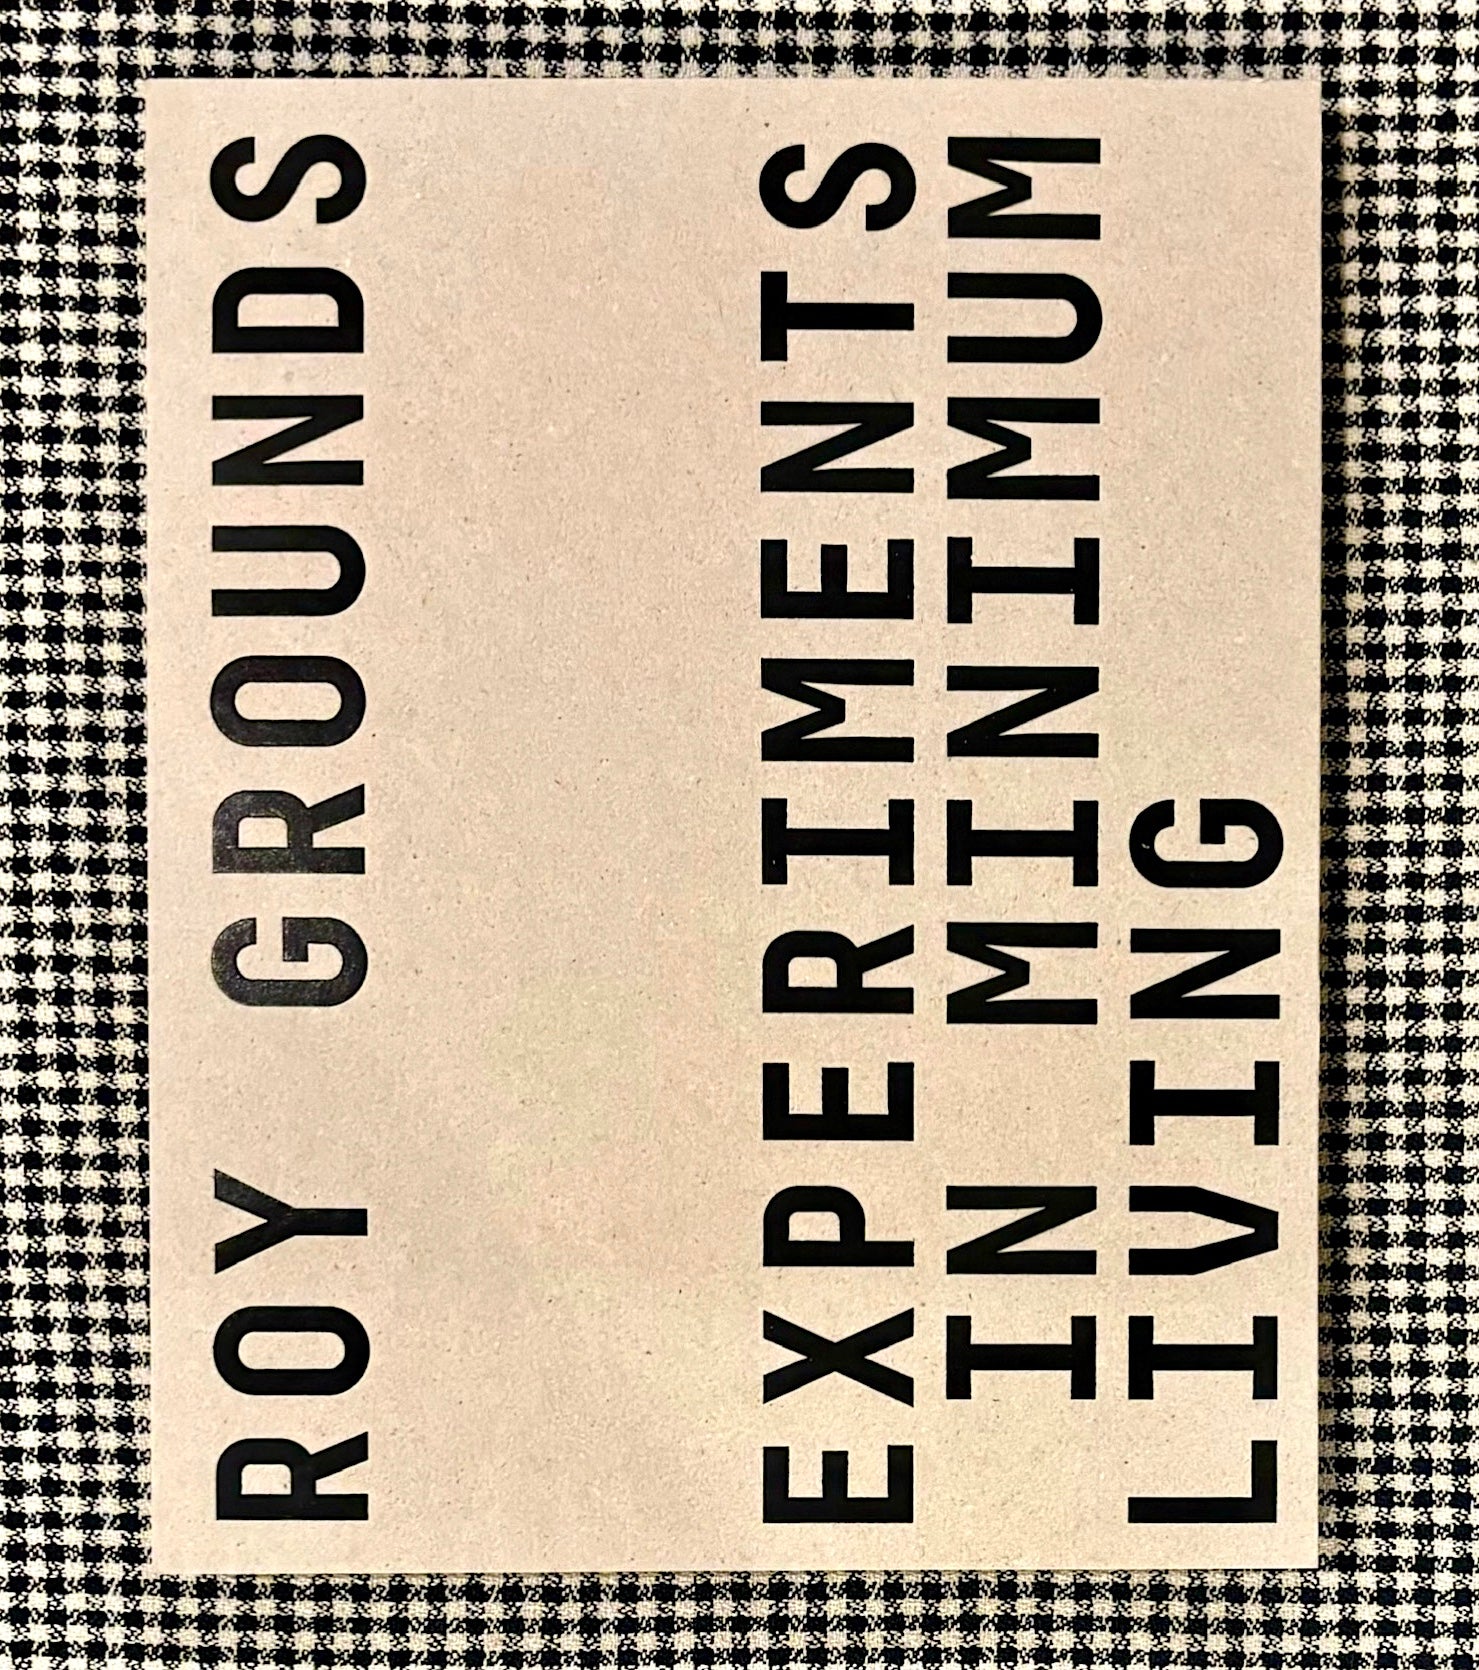 ROY GROUNDS
EXPERIMENTS
IN MINIMUM
LIVING